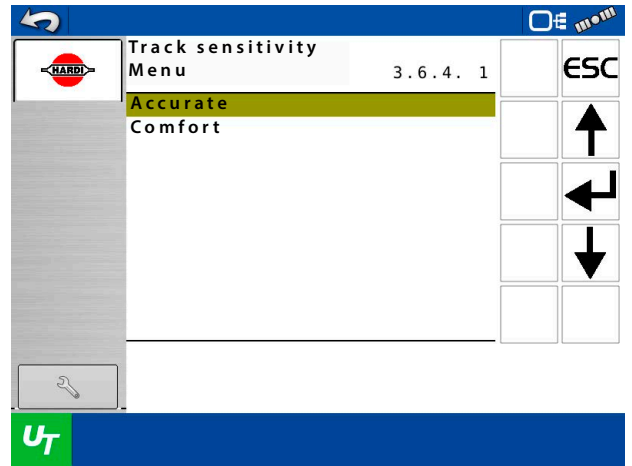 HARDI
Track sensitivity
Menu 3.6.4. 1
ESC
Accurate
Comfort
UT